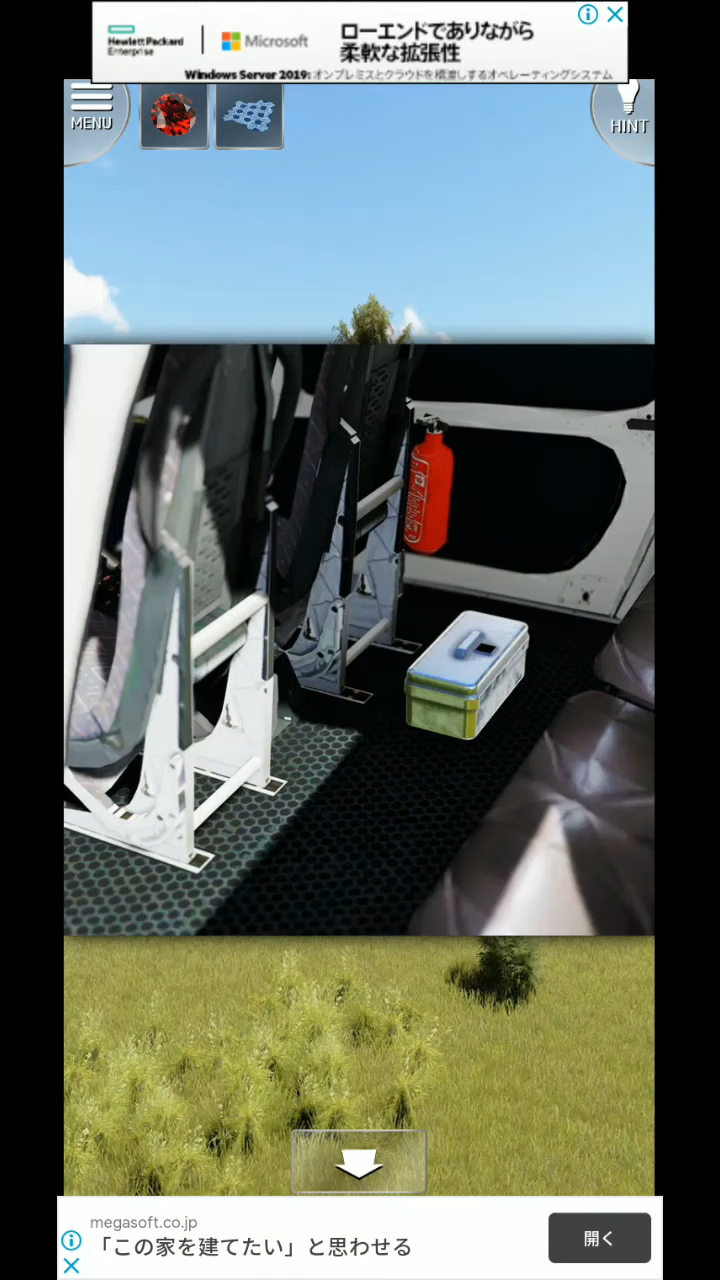 Hewlett Packard
Enterprise
Microsoft
ローエンドでありながら
柔軟な拡張性
Windows Server 2019: オンプレミスとクラウドを橋渡しするオペレーティングシステム
MENU
HINT
megasoft.co.jp
「この家を建てたい」と思わせる
開く